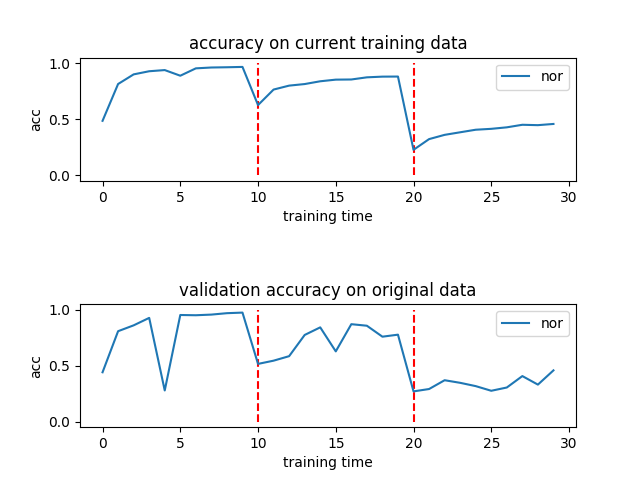 accuracy on current training data
1.0
0.5
0.0
acc
nor
0 5 10 15 20 25 30
training time
validation accuracy on original data
1.0
0.5
0.0
acc
nor
0 5 10 15 20 25 30
training time